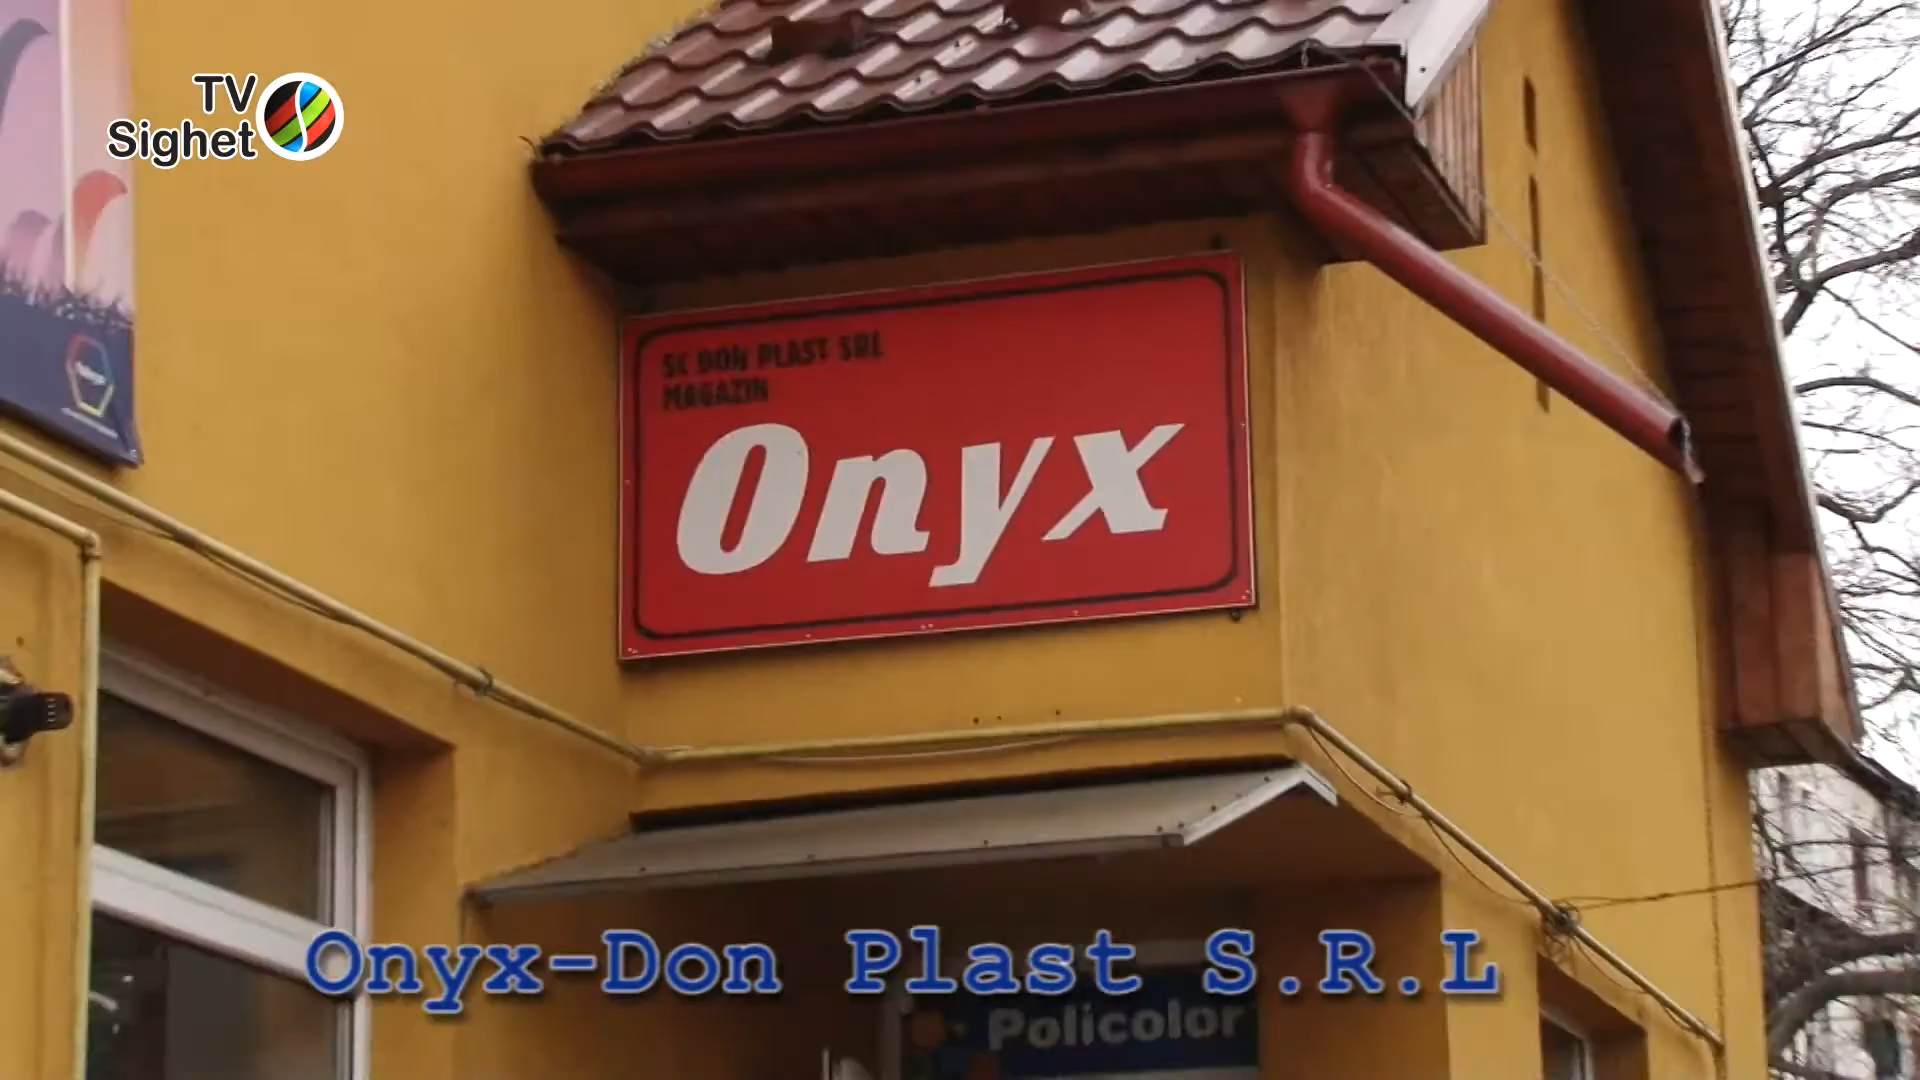 TV
Sighet
SC DON PLAST SRL
MAGAZIN
Onyx
Onyx-Don Plast S.R.L
Policolor